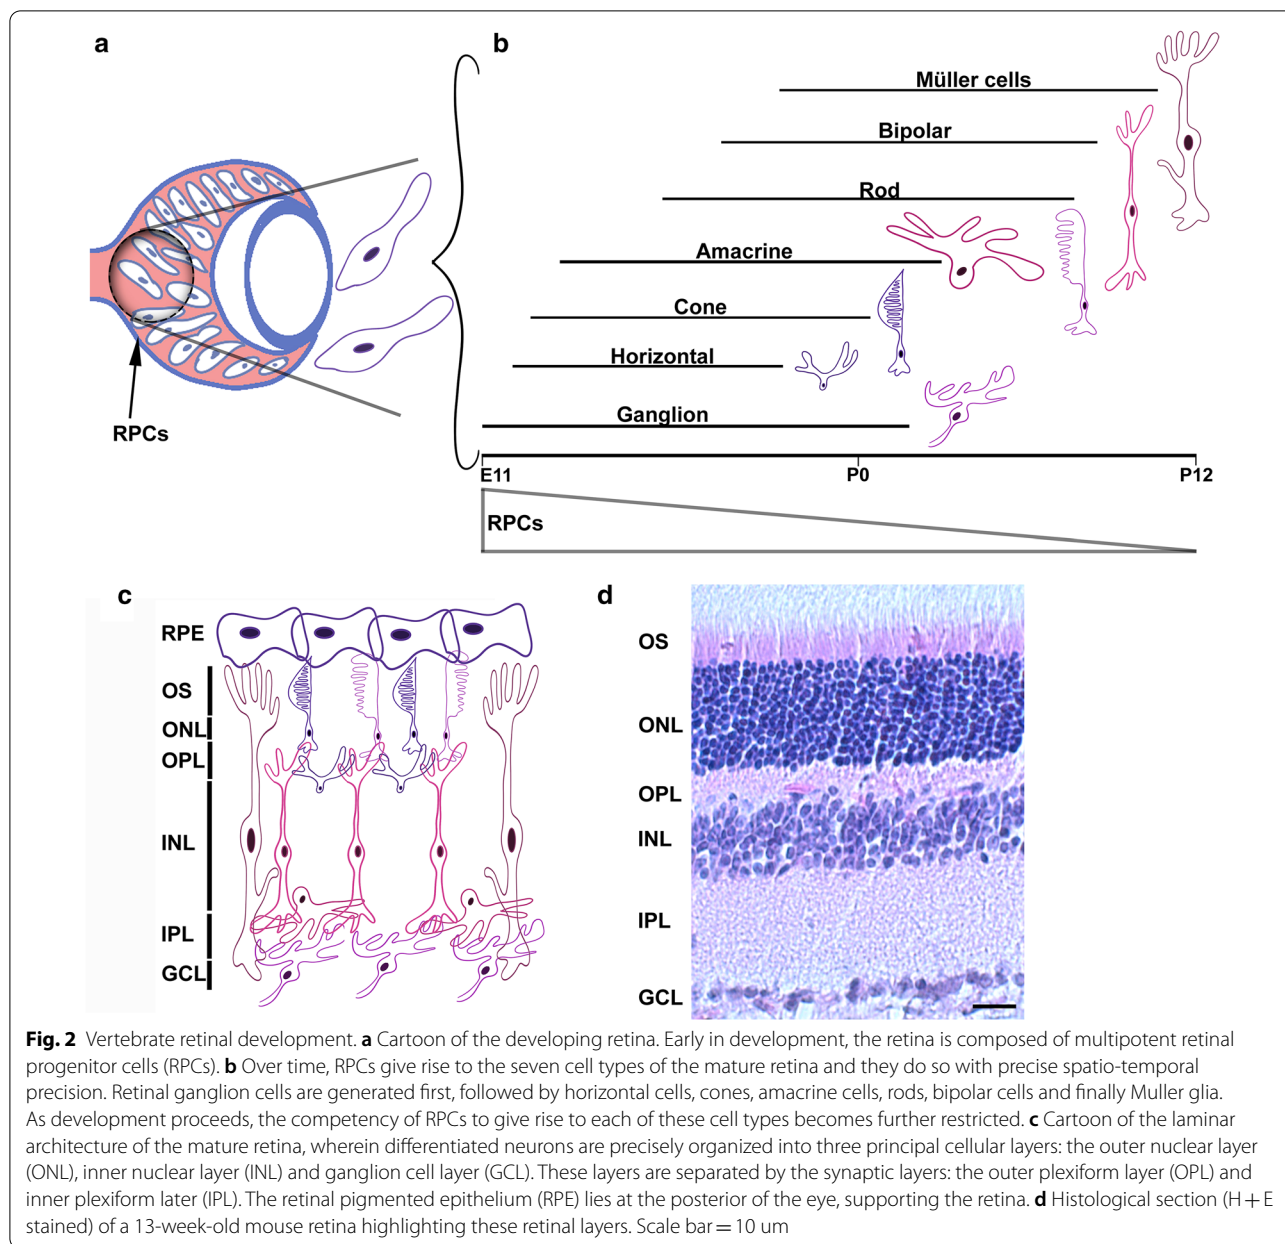 a
b
Müller cells
Bipolar
Rod
Amacrine
Cone
Horizontal
Ganglion
RPCs
E11
P0
P12
RPCs
c
RPE
OS
ONL
OPL
INL
IPL
GCL
d
OS
ONL
OPL
INL
IPL
GCL
Fig. 2 Vertebrate retinal development. a Cartoon of the developing retina. Early in development, the retina is composed of multipotent retinal
progenitor cells (RPCs). b Over time, RPCs give rise to the seven cell types of the mature retina and they do so with precise spatio-temporal
precision. Retinal ganglion cells are generated first, followed by horizontal cells, cones, amacrine cells, rods, bipolar cells and finally Muller glia.
As development proceeds, the competency of RPCs to give rise to each of these cell types becomes further restricted. c Cartoon of the laminar
architecture of the mature retina, wherein differentiated neurons are precisely organized into three principal cellular layers: the outer nuclear layer
(ONL), inner nuclear layer (INL) and ganglion cell layer (GCL). These layers are separated by the synaptic layers: the outer plexiform layer (OPL) and
inner plexiform later (IPL). The retinal pigmented epithelium (RPE) lies at the posterior of the eye, supporting the retina. d Histological section (H + E
stained) of a 13-week-old mouse retina highlighting these retinal layers. Scale bar = 10 um